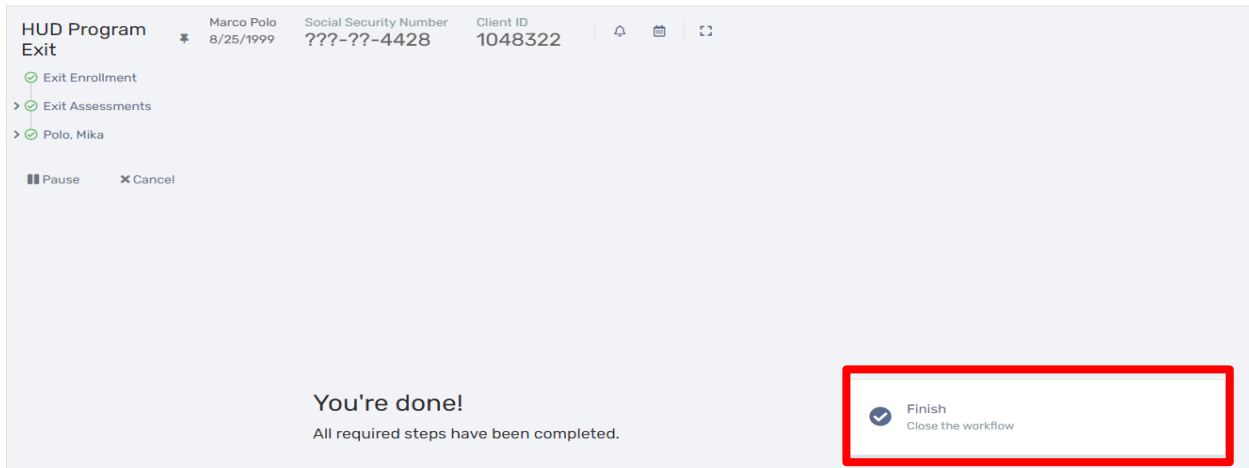 HUD Program
Exit
Marco Polo
8/25/1999
Social Security Number
???-??-4428
Client ID
1048322
Exit Enrollment
Exit Assessments
Polo, Mika
Pause
Cancel
You're done!
All required steps have been completed.
Finish
Close the workflow